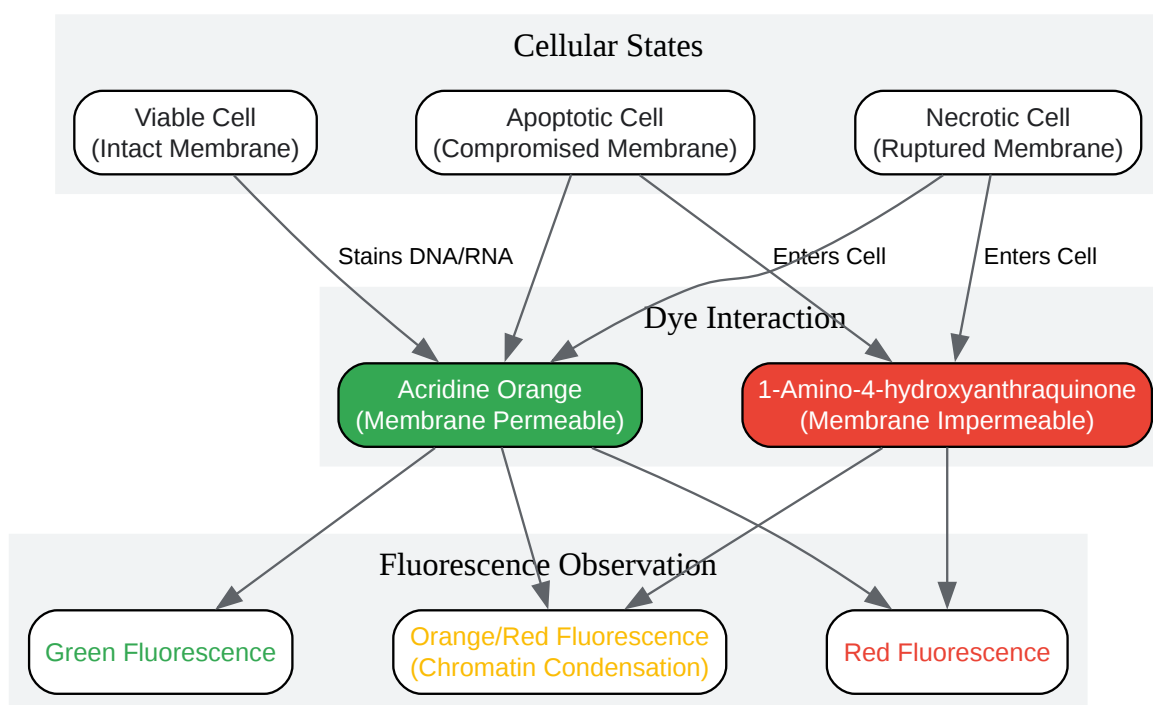 Cellular States
Viable Cell
(Intact Membrane)
Apoptotic Cell
(Compromised Membrane)
Necrotic Cell
(Ruptured Membrane)
Stains DNA/RNA
Enters Cell
Enters Cell
Dye Interaction
Acridine Orange
(Membrane Permeable)
1-Amino-4-hydroxyanthraquinone
(Membrane Impermeable)
Fluorescence Observation
Green Fluorescence
Orange/Red Fluorescence
(Chromatin Condensation)
Red Fluorescence